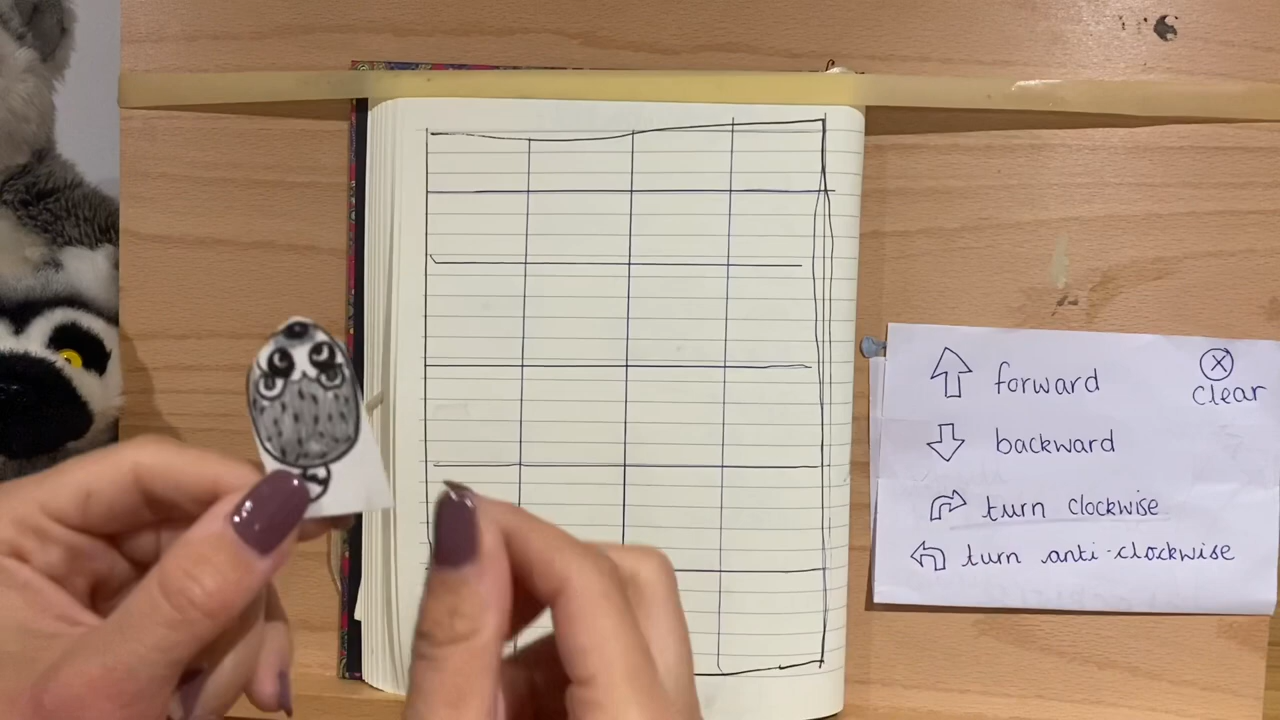 forward
clear
backward
turn clockwise
turn anti-clockwise